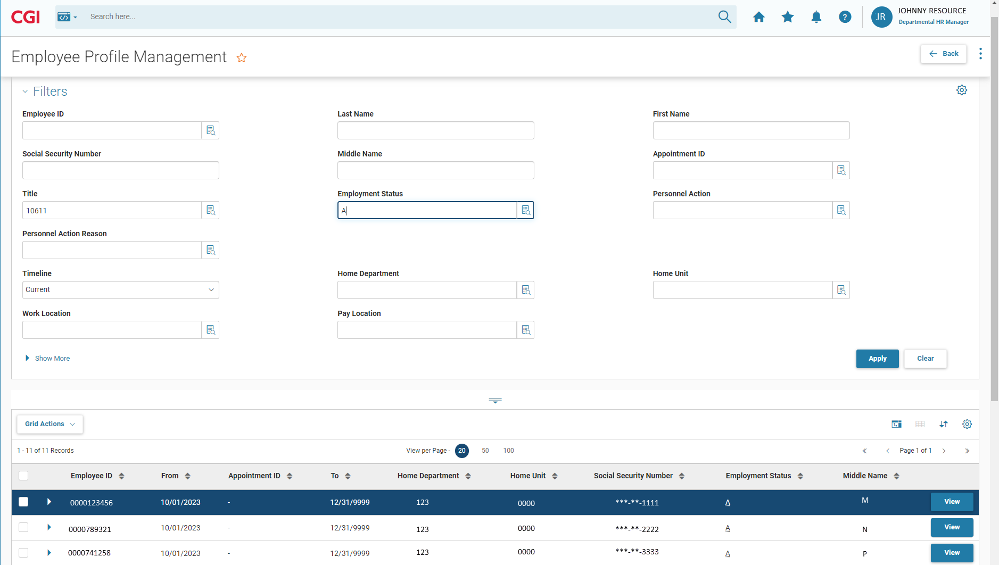 CGI
Search here...
JR
JOHNNY RESOURCE
Departmental HR Manager
Employee Profile Management
Back
Filters
Employee ID
Last Name
First Name
Social Security Number
Middle Name
Appointment ID
Title
Employment Status
Personnel Action
10611
A
Personnel Action Reason
Timeline
Home Department
Home Unit
Current
Work Location
Pay Location
Show More
Apply
Clear
Grid Actions
1 - 11 of 11 Records
View per Page - 20 50 100
« < Page 1 of 1 > »
Employee ID From Appointment ID To Home Department Home Unit Social Security Number Employment Status Middle Name
0000123456 10/01/2023 - 12/31/9999 123 0000 ***-**-1111 A M View
0000789321 10/01/2023 - 12/31/9999 123 0000 ***-**-2222 A N View
0000741258 10/01/2023 - 12/31/9999 123 0000 ***-**-3333 A P View